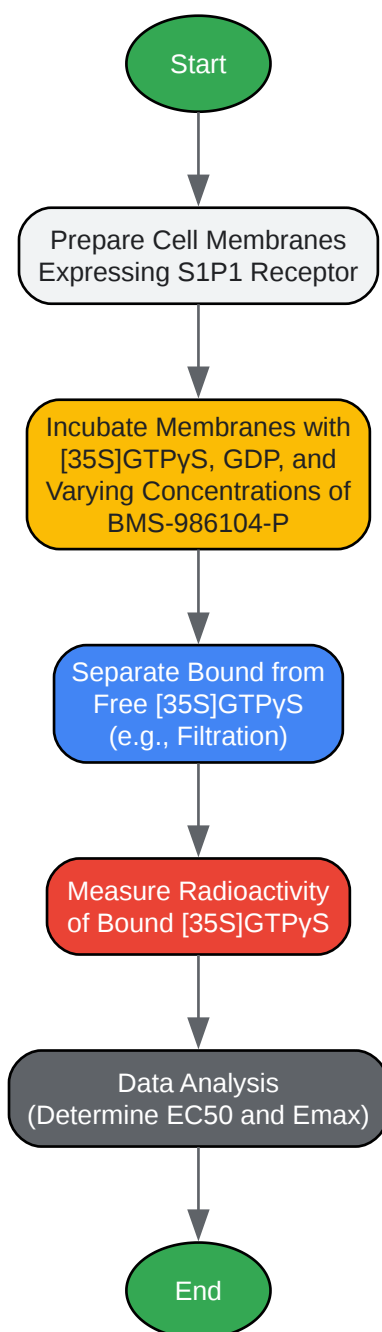 Start
Prepare Cell Membranes
Expressing S1P1 Receptor
Incubate Membranes with
[35S]GTPγS, GDP, and
Varying Concentrations of
BMS-986104-P
Separate Bound from
Free [35S]GTPγS
(e.g., Filtration)
Measure Radioactivity
of Bound [35S]GTPγS
Data Analysis
(Determine EC50 and Emax)
End